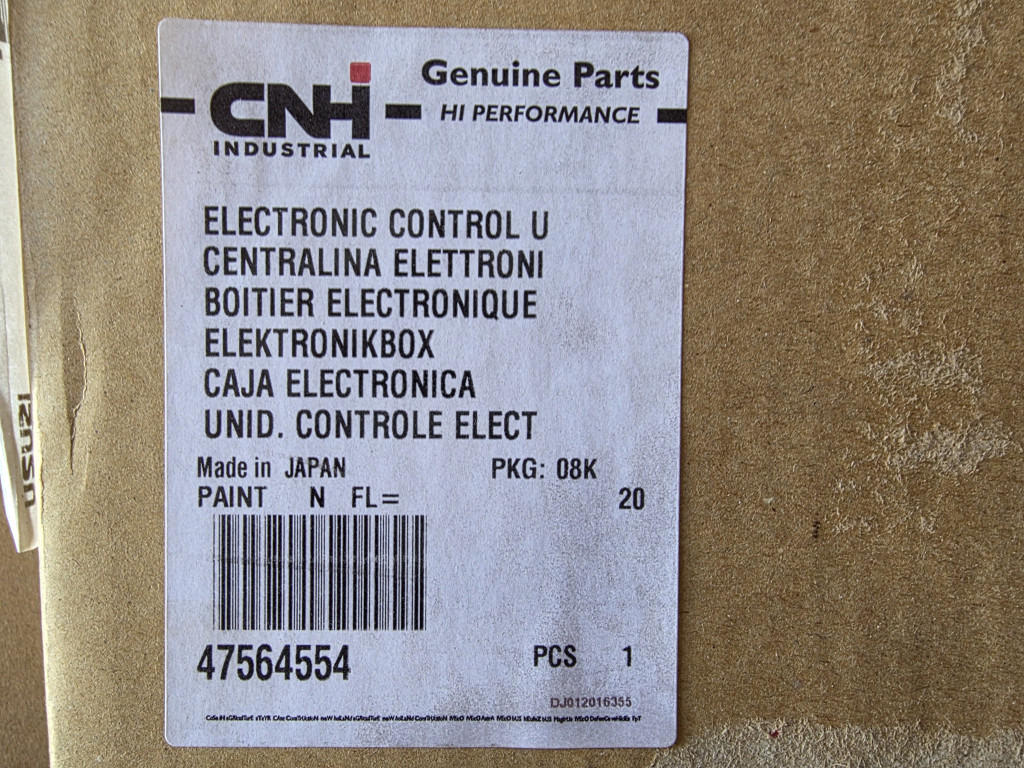 CNH
INDUSTRIAL
Genuine Parts
HI PERFORMANCE
ELECTRONIC CONTROL U
CENTRALINA ELETTRONI
BOITIER ELECTRONIQUE
ELEKTRONIKBOX
CAJA ELECTRONICA
UNID. CONTROLE ELECT
Made in JAPAN PKG: 08K
PAINT N FL= 20
47564554 PCS 1
DJ012016355